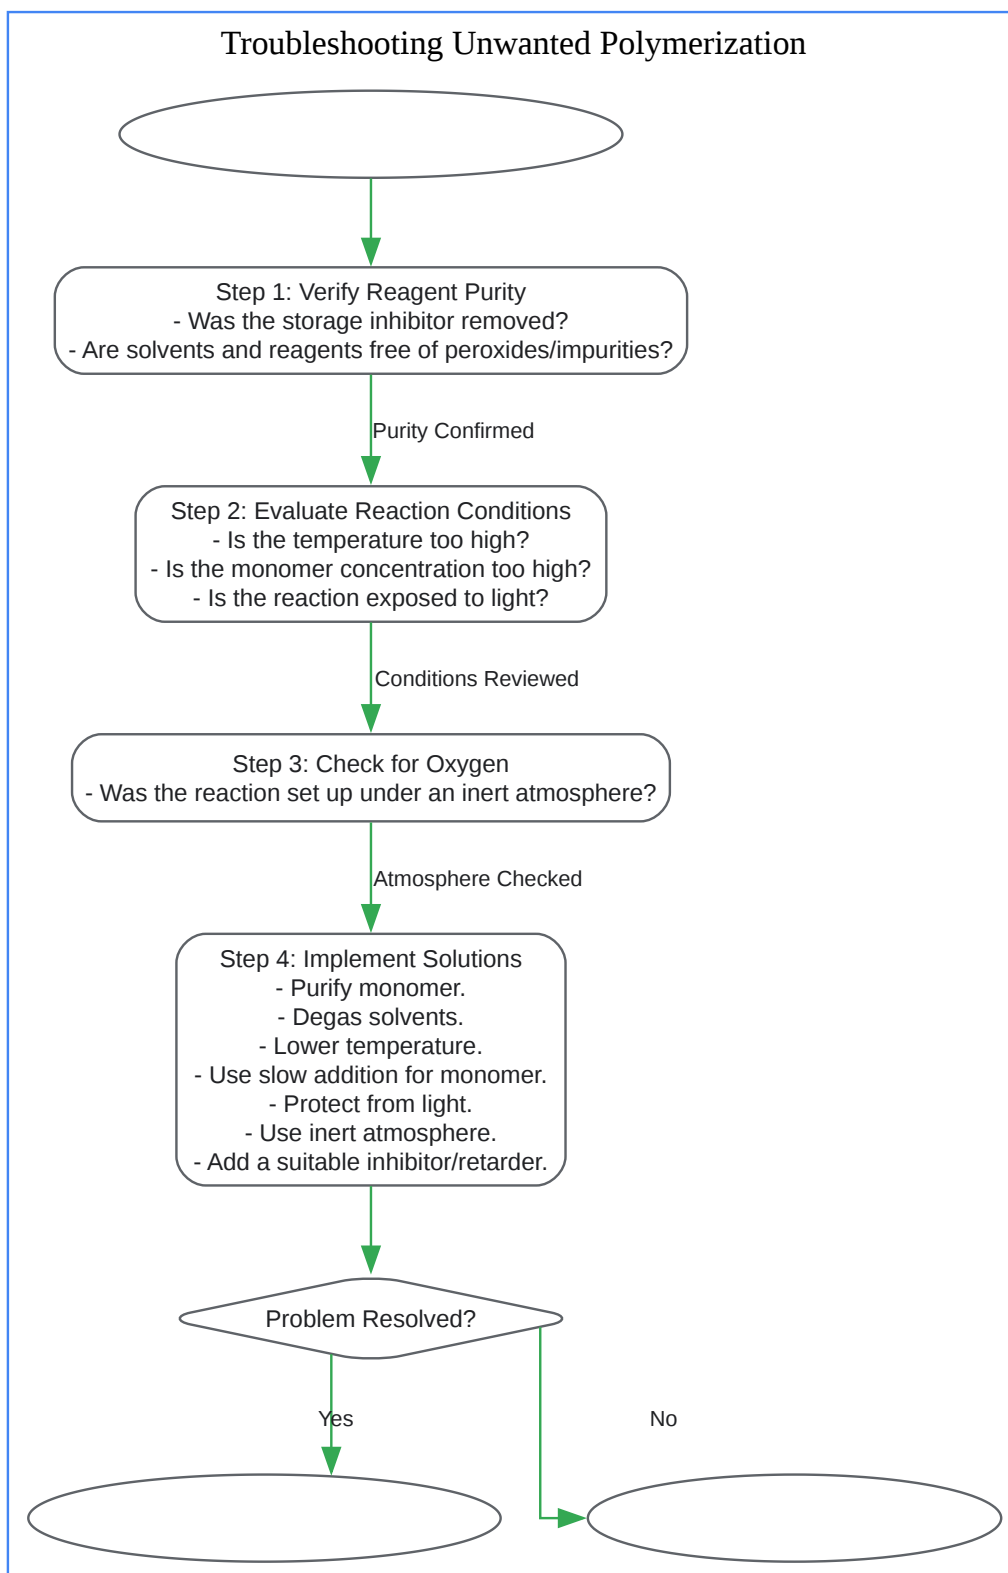 Troubleshooting Unwanted Polymerization
Step 1: Verify Reagent Purity
- Was the storage inhibitor removed?
- Are solvents and reagents free of peroxides/impurities?
Purity Confirmed
Step 2: Evaluate Reaction Conditions
- Is the temperature too high?
- Is the monomer concentration too high?
- Is the reaction exposed to light?
Conditions Reviewed
Step 3: Check for Oxygen
- Was the reaction set up under an inert atmosphere?
Atmosphere Checked
Step 4: Implement Solutions
- Purify monomer.
- Degas solvents.
- Lower temperature.
- Use slow addition for monomer.
- Protect from light.
- Use inert atmosphere.
- Add a suitable inhibitor/retarder.
Problem Resolved?
Yes
No